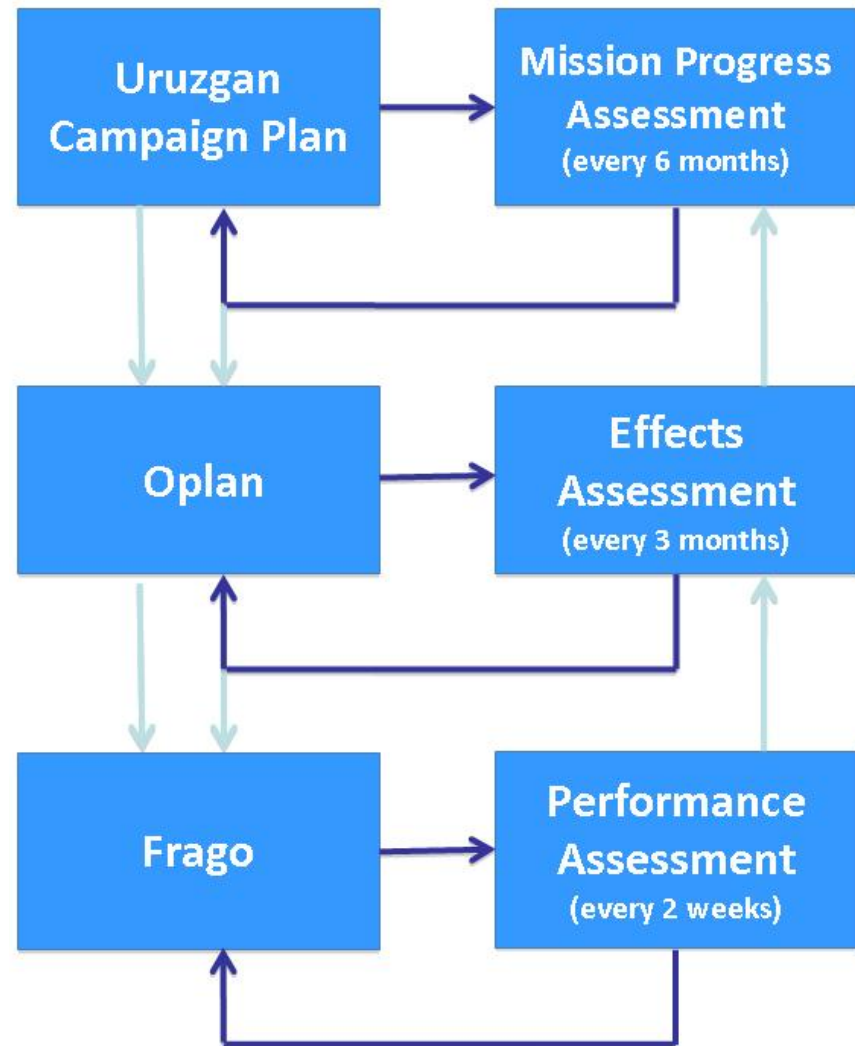 Uruzgan
Campaign Plan
Mission Progress
Assessment
(every 6 months)
Oplan
Effects
Assessment
(every 3 months)
Frago
Performance
Assessment
(every 2 weeks)